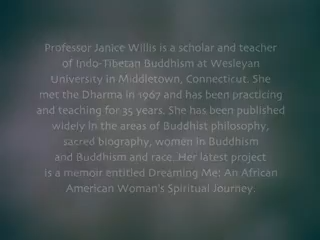 Professor Janice Willis is a scholar and teacher
of Indo-Tibetan Buddhism at Wesleyan
University in Middletown, Connecticut. She
met the Dharma in 1967 and has been practicing
and teaching for 35 years. She has been published
widely in the areas of Buddhist philosophy,
sacred biography, women in Buddhism
and Buddhism and race..Her latest project
is a memoir entitled Dreaming Me: An African
American Woman's Spiritual Journey.